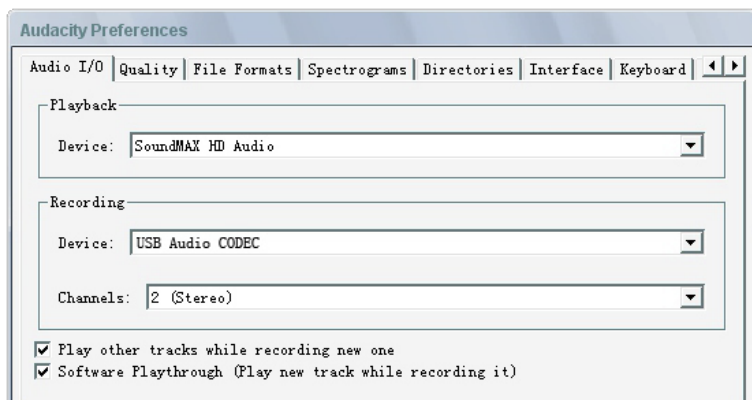 Audacity Preferences
Audio I/O Quality File Formats Spectrograms Directories Interface Keyboard
Playback
Device: SoundMAX HD Audio
Recording
Device: USB Audio CODEC
Channels: 2 (Stereo)
Play other tracks while recording new one
Software Playthrough (Play new track while recording it)